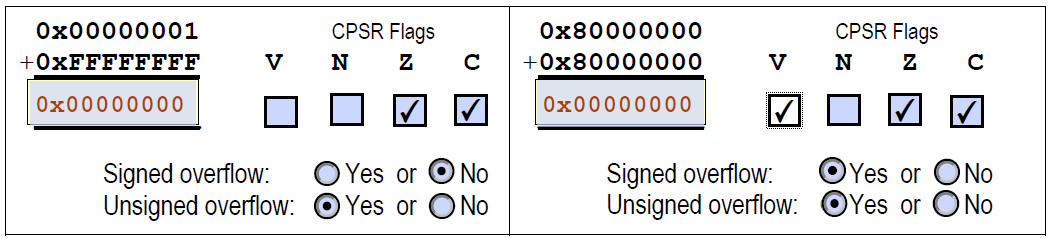 0x00000001 CPSR Flags
+0xFFFFFFFF V N Z C
0x00000000 ✓ ✓
Signed overflow: Yes or No
Unsigned overflow: Yes or No
0x80000000 CPSR Flags
+0x80000000 V N Z C
0x00000000 ✓ ✓ ✓
Signed overflow: Yes or No
Unsigned overflow: Yes or No